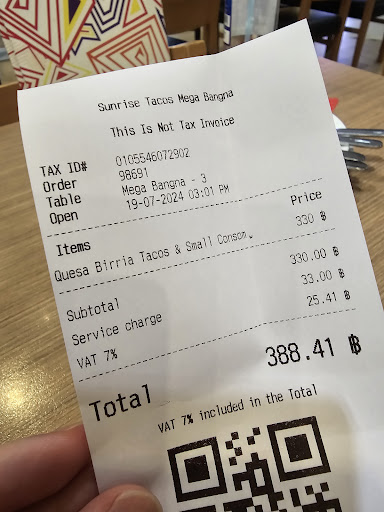 Sunrise Tacos Mega Bangna
This Is Not Tax Invoice
TAX ID# 0105546072902
Order 98691
Table Mega Bangna - 3
Open 19-07-2024 03:01 PM
Items Price
Quesa Birria Tacos & Small Consom. 330 ฿
Subtotal 330.00 ฿
Service charge 33.00 ฿
VAT 7% 25.41 ฿
Total 388.41 ฿
VAT 7% included in the Total